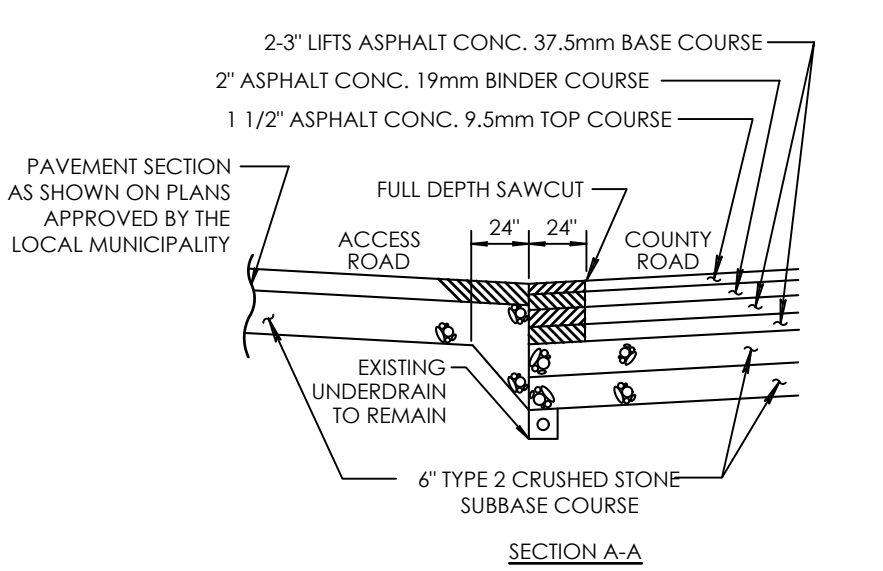 2-3" LIFTS ASPHALT CONC. 37.5mm BASE COURSE
2" ASPHALT CONC. 19mm BINDER COURSE
1 1/2" ASPHALT CONC. 9.5mm TOP COURSE
PAVEMENT SECTION
AS SHOWN ON PLANS
APPROVED BY THE
LOCAL MUNICIPALITY
FULL DEPTH SAWCUT
24" 24"
ACCESS
ROAD
COUNTY
ROAD
EXISTING
UNDERDRAIN
TO REMAIN
6" TYPE 2 CRUSHED STONE
SUBBASE COURSE
SECTION A-A